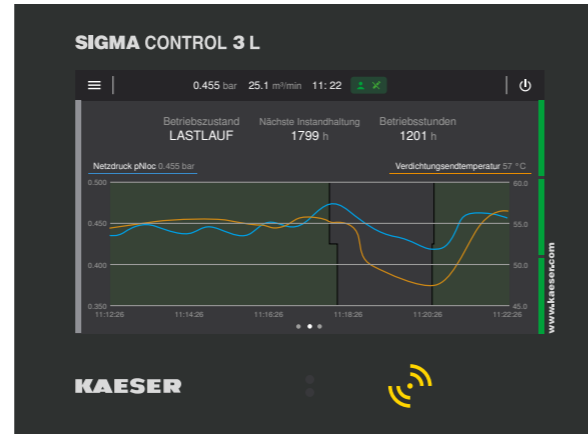 SIGMA CONTROL 3 L
0.455 bar 25.1 m³/min 11:22
Betriebszustand Nächste Instandhaltung Betriebsstunden
LASTLAUF 1799 h 1201 h
Netzdruck pNloc 0.455 bar Verdichtungsendtemperatur 57 °C
0.500 60.0
0.450 55.0
0.400 50.0
0.350 45.0
11:12:26 11:14:26 11:16:26 11:18:26 11:20:26 11:22:26
www.kaeser.com
KAESER